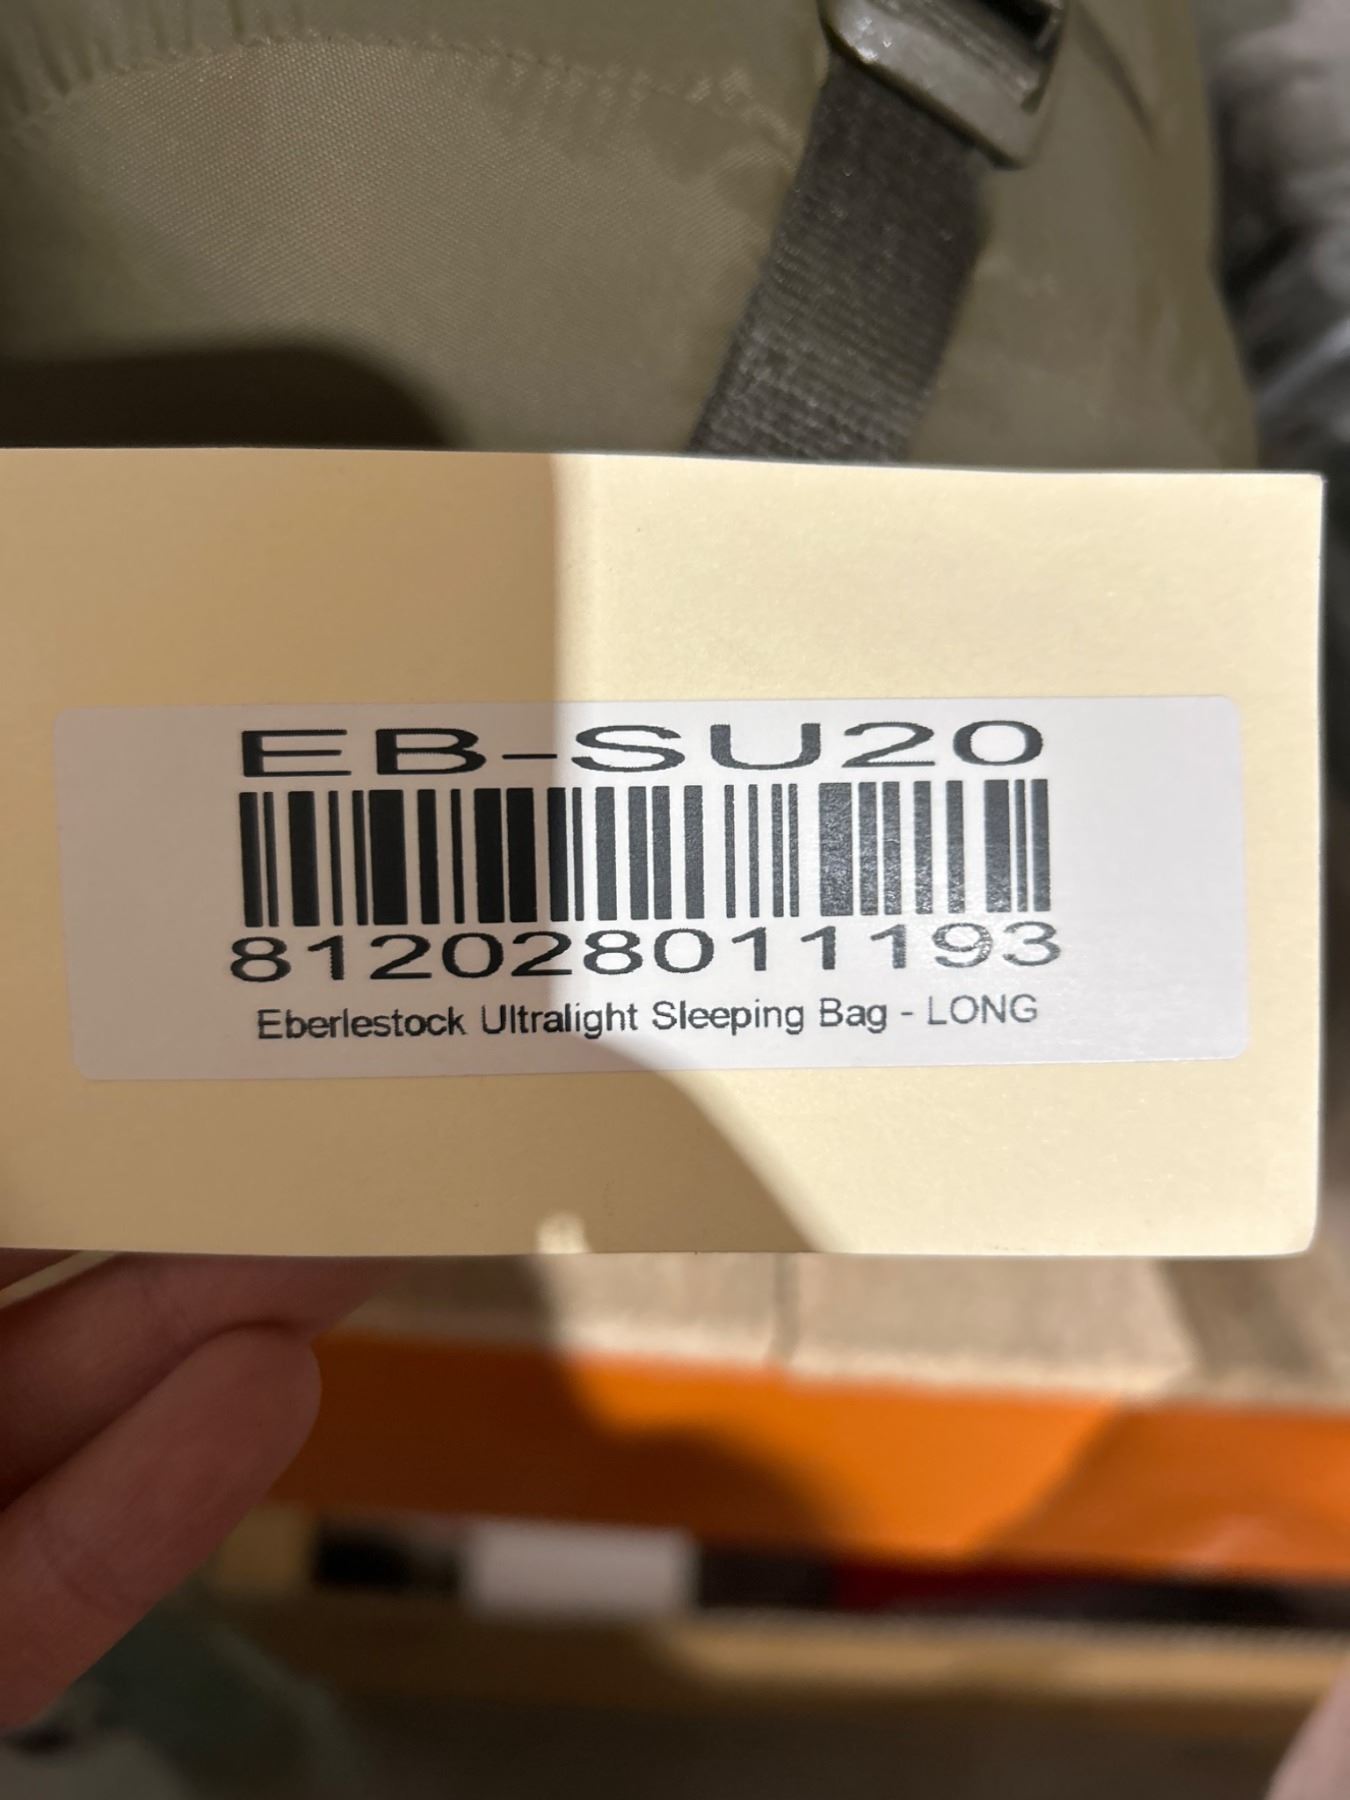 EB-SU20
812028011193
Eberlestock Ultralight Sleeping Bag - LONG